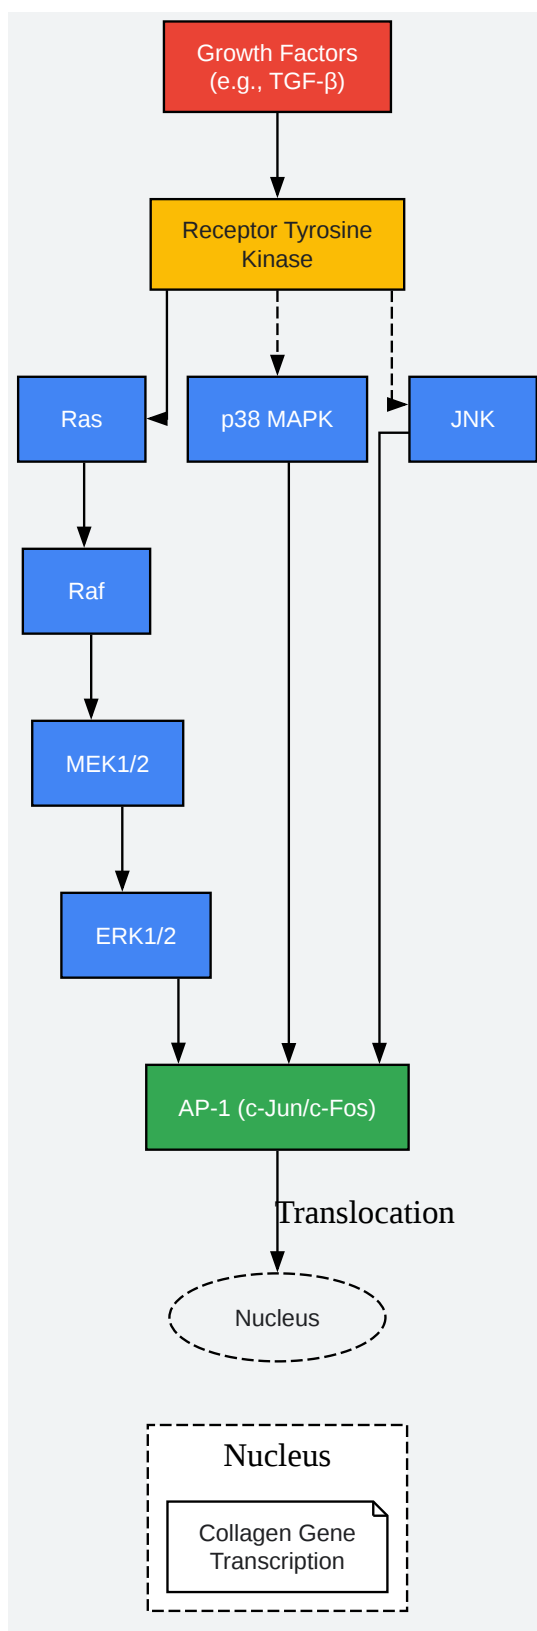 Growth Factors
(e.g., TGF-β)
Receptor Tyrosine
Kinase
Ras
p38 MAPK
JNK
Raf
MEK1/2
ERK1/2
AP-1 (c-Jun/c-Fos)
Translocation
Nucleus
Nucleus
Collagen Gene
Transcription